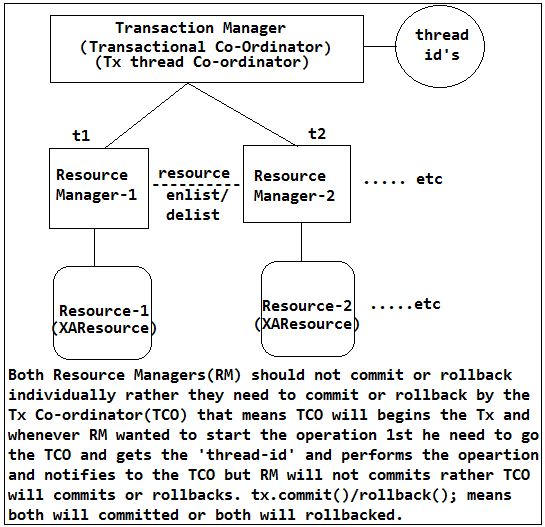 Transaction Manager
(Transactional Co-Ordinator)
(Tx thread Co-ordinator)
thread
id's
t1
t2
Resource
Manager-1
resource
enlist/
delist
Resource
Manager-2
..... etc
Resource-1
(XAResource)
Resource-2
(XAResource)
.....etc
Both Resource Managers(RM) should not commit or rollback
individually rather they need to commit or rollback by the
Tx Co-ordinator(TCO) that means TCO will begins the Tx and
whenever RM wanted to start the operation 1st he need to go
the TCO and gets the 'thread-id' and performs the opeartion
and notifies to the TCO but RM will not commits rather TCO
will commits or rollbacks. tx.commit()/rollback(); means
both will committed or both will rollbacked.